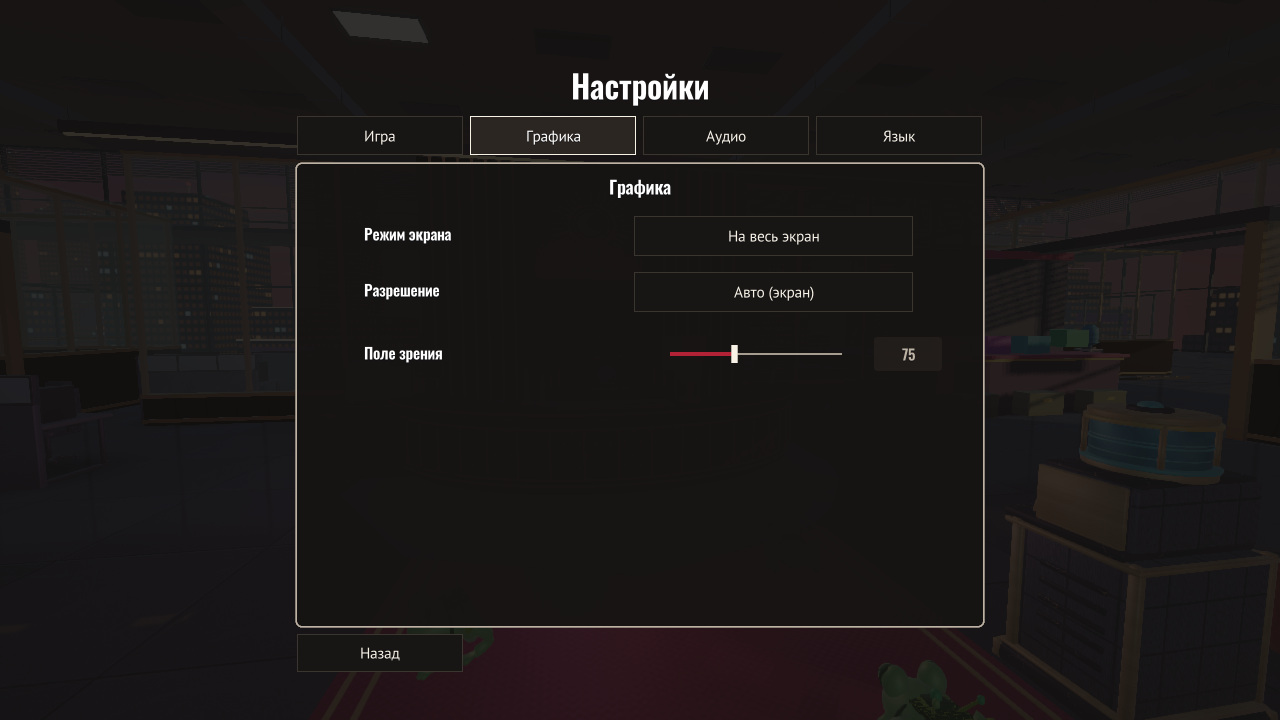 Настройки
Игра
Графика
Аудио
Язык
Графика
Режим экрана
На весь экран
Разрешение
Авто (экран)
Поле зрения
75
Назад